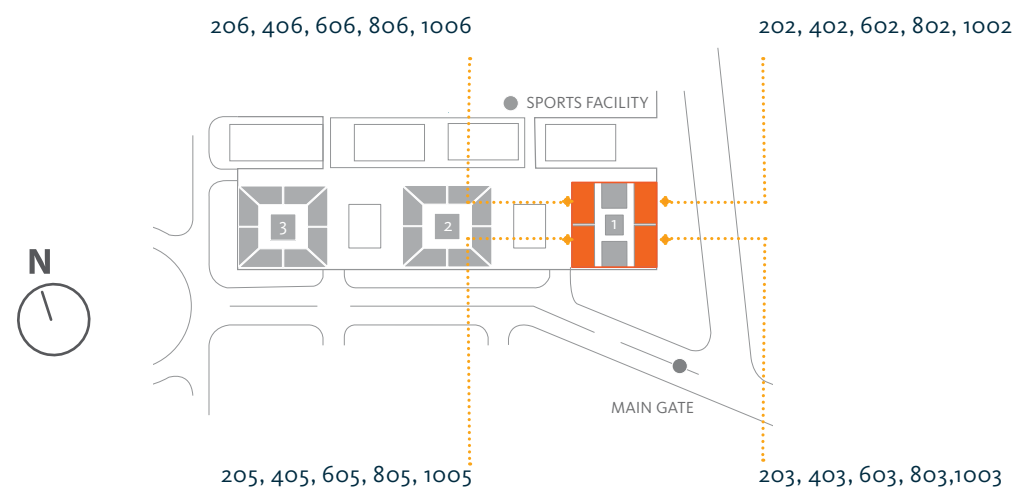 206, 406, 606, 806, 1006
202, 402, 602, 802, 1002
SPORTS FACILITY
3
2
1
N
MAIN GATE
205, 405, 605, 805, 1005
203, 403, 603, 803,1003